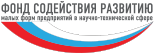 ФОНД СОДЕЙСТВИЯ РАЗВИТИЮ
малых форм предприятий в научно-технической сфере